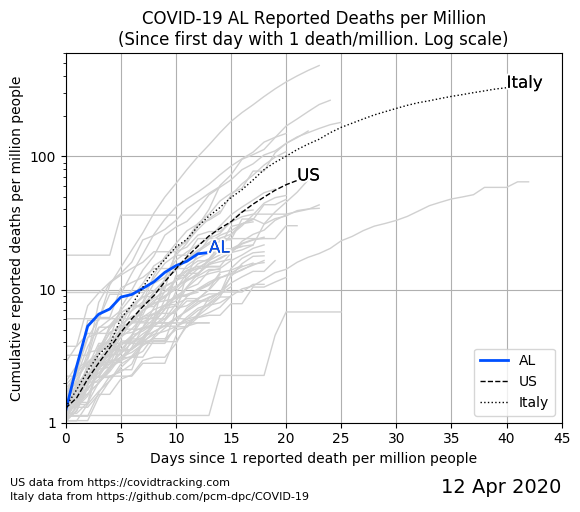 COVID-19 AL Reported Deaths per Million
(Since first day with 1 death/million. Log scale)
Cumulative reported deaths per million people
100
10
1
Italy
US
AL
AL
US
Italy
0 5 10 15 20 25 30 35 40 45
Days since 1 reported death per million people
US data from https://covidtracking.com
Italy data from https://github.com/pcm-dpc/COVID-19
12 Apr 2020